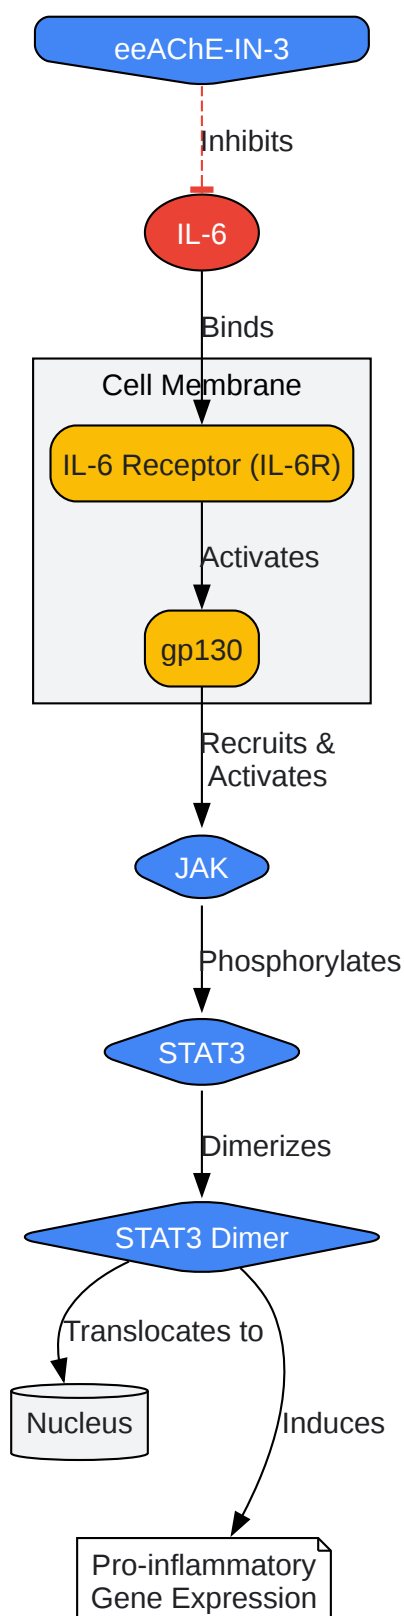 eeAChE-IN-3
Inhibits
IL-6
Binds
Cell Membrane
IL-6 Receptor (IL-6R)
Activates
gp130
Recruits &
Activates
JAK
Phosphorylates
STAT3
Dimerizes
STAT3 Dimer
Translocates to
Nucleus
Induces
Pro-inflammatory
Gene Expression